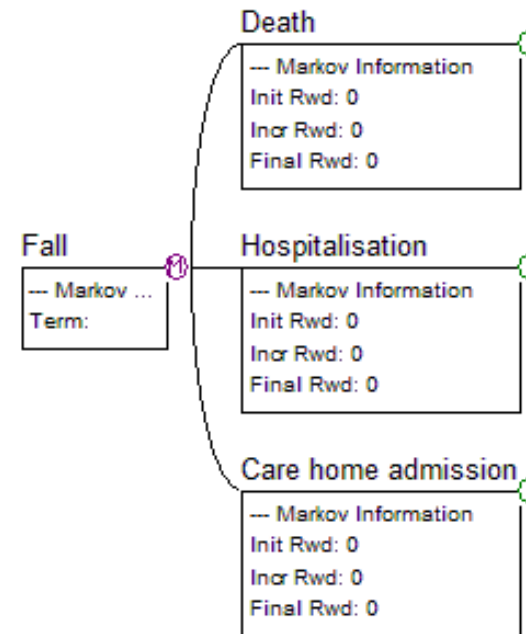 Death
--- Markov Information
Init Rwd: 0
Incr Rwd: 0
Final Rwd: 0
Fall
M
--- Markov ...
Term:
Hospitalisation
--- Markov Information
Init Rwd: 0
Incr Rwd: 0
Final Rwd: 0
Care home admission
--- Markov Information
Init Rwd: 0
Incr Rwd: 0
Final Rwd: 0